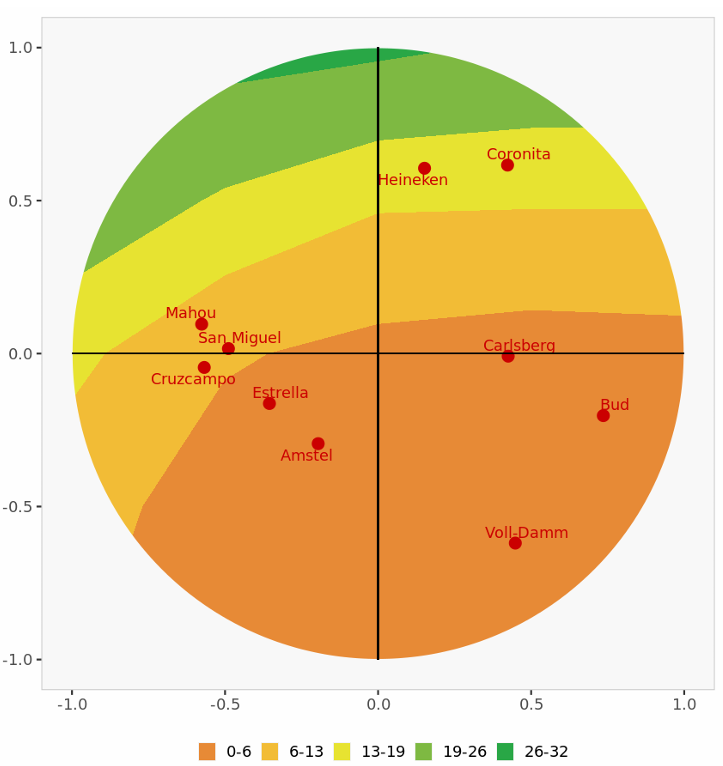 1.0
0.5
0.0
-0.5
-1.0
Coronita
Heineken
Mahou
San Miguel
Cruzcampo
Carlsberg
Estrella
Bud
Amstel
Voll-Damm
-1.0 -0.5 0.0 0.5 1.0
0-6 6-13 13-19 19-26 26-32